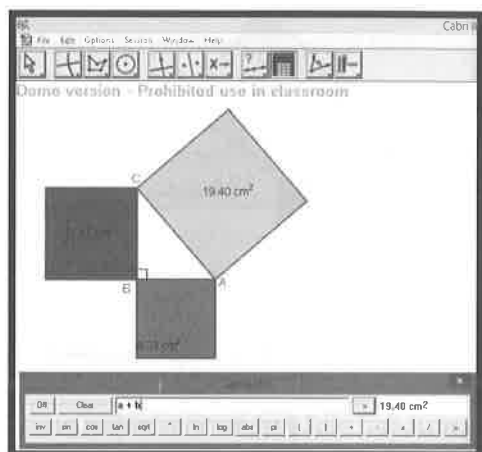 Cabri
File Edit Options Session Window Help
Demo version - Prohibited use in classroom
C
19.40 cm²
B
A
Off Clear a + b = 19.40 cm²
inv sin cos tan sqrt ^ ln log abs pi ( ) + - * /